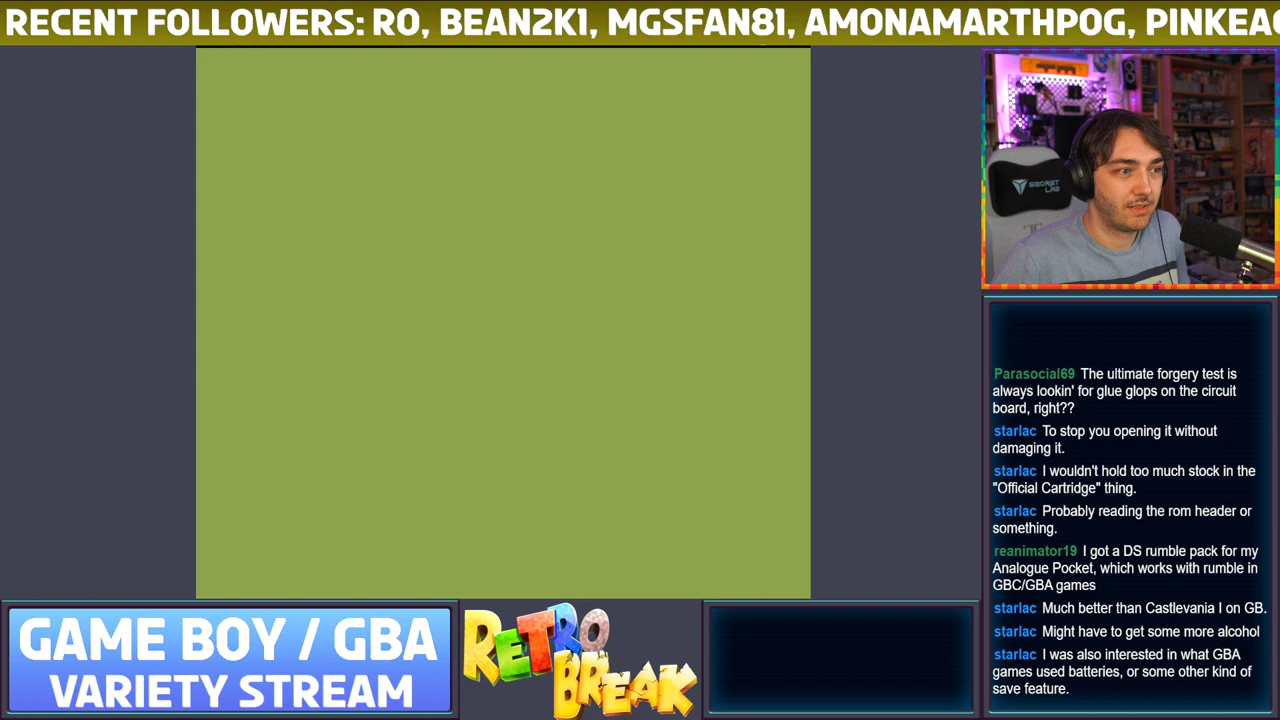 RECENT FOLLOWERS: RO, BEAN2K1, MGSFAN81, AMONAMARTHPOG, PINKEAG
SECRET
LAB
Parasocial69 The ultimate forgery test is
always lookin' for glue glops on the circuit
board, right??
starlac To stop you opening it without
damaging it.
starlac I wouldn't hold too much stock in the
"Official Cartridge" thing.
starlac Probably reading the rom header or
something.
reanimator19 I got a DS rumble pack for my
Analogue Pocket, which works with rumble in
GBC/GBA games
starlac Much better than Castlevania I on GB.
starlac Might have to get some more alcohol
starlac I was also interested in what GBA
games used batteries, or some other kind of
save feature.
GAME BOY / GBA
VARIETY STREAM
RETRO
BREAK